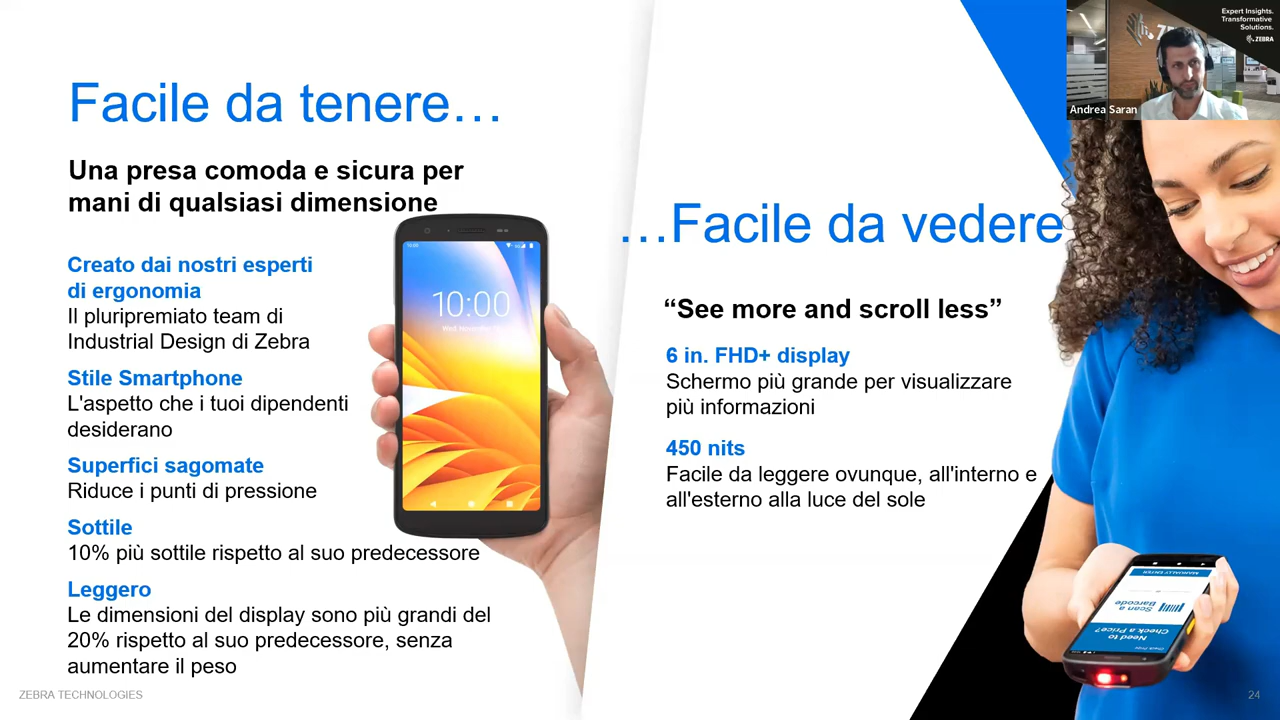 Facile da tenere…
Una presa comoda e sicura per
mani di qualsiasi dimensione
Creato dai nostri esperti
di ergonomia
Il pluripremiato team di
Industrial Design di Zebra
Stile Smartphone
L'aspetto che i tuoi dipendenti
desiderano
Superfici sagomate
Riduce i punti di pressione
Sottile
10% più sottile rispetto al suo predecessore
Leggero
Le dimensioni del display sono più grandi del
20% rispetto al suo predecessore, senza
aumentare il peso
10:00
…Facile da vedere
“See more and scroll less”
6 in. FHD+ display
Schermo più grande per visualizzare
più informazioni
450 nits
Facile da leggere ovunque, all'interno e
all'esterno alla luce del sole
Expert Insights.
Transformative
Solutions.
ZEBRA
Andrea Saran
Need to
Check a Price?
Scan a
Barcode
MANUALLY ENTER
ZEBRA TECHNOLOGIES
24